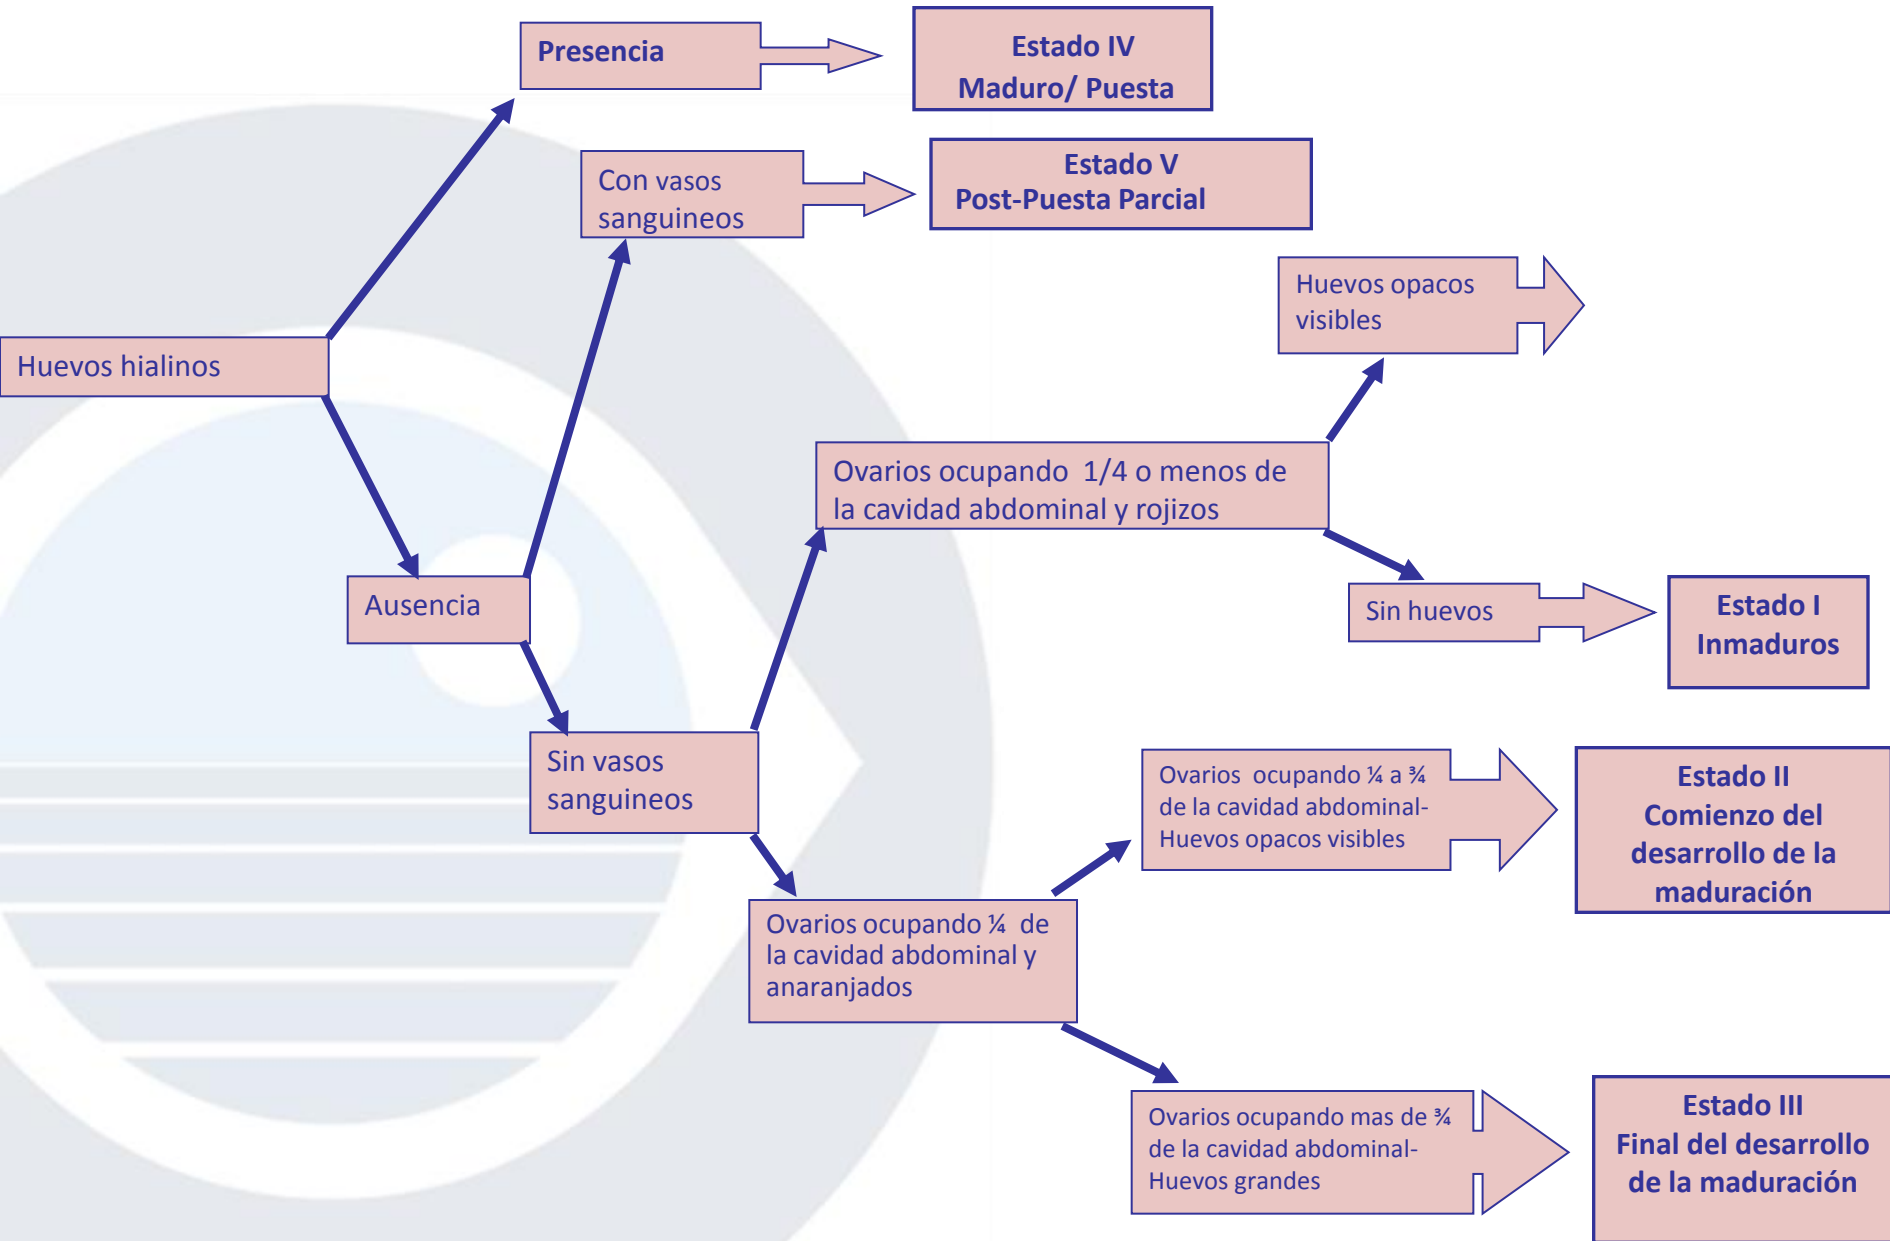 Presencia
Estado IV
Maduro/ Puesta
Con vasos
sanguineos
Estado V
Post-Puesta Parcial
Huevos opacos
visibles
Huevos hialinos
Ovarios ocupando 1/4 o menos de
la cavidad abdominal y rojizos
Ausencia
Sin huevos
Estado I
Inmaduros
Sin vasos
sanguineos
Ovarios ocupando ¼ a ¾
de la cavidad abdominal-
Huevos opacos visibles
Estado II
Comienzo del
desarrollo de la
maduración
Ovarios ocupando ¼ de
la cavidad abdominal y
anaranjados
Ovarios ocupando mas de ¾
de la cavidad abdominal-
Huevos grandes
Estado III
Final del desarrollo
de la maduración